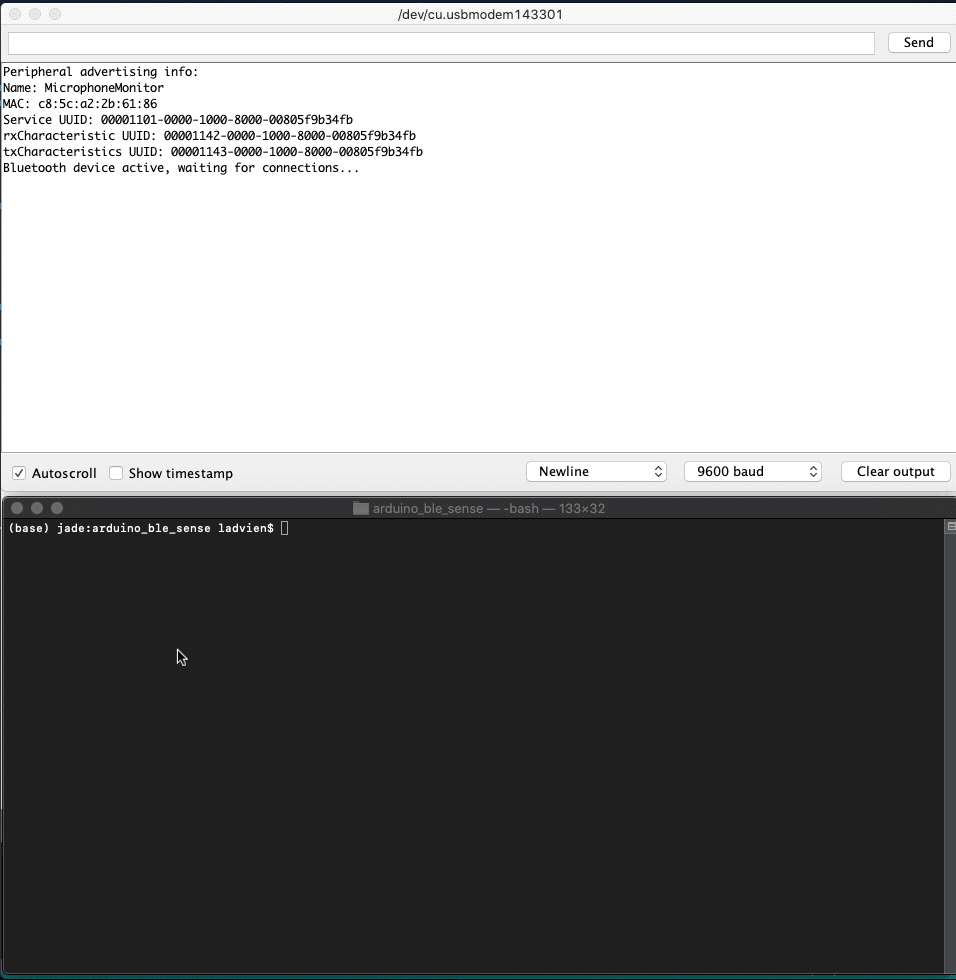 /dev/cu.usbmodem143301
Send
Peripheral advertising info:
Name: MicrophoneMonitor
MAC: c8:5c:a2:2b:61:86
Service UUID: 00001101-0000-1000-8000-00805f9b34fb
rxCharacteristic UUID: 00001142-0000-1000-8000-00805f9b34fb
txCharacteristics UUID: 00001143-0000-1000-8000-00805f9b34fb
Bluetooth device active, waiting for connections...
Autoscroll Show timestamp Newline 9600 baud Clear output
arduino_ble_sense — -bash — 133×32
(base) jade:arduino_ble_sense ladvien$